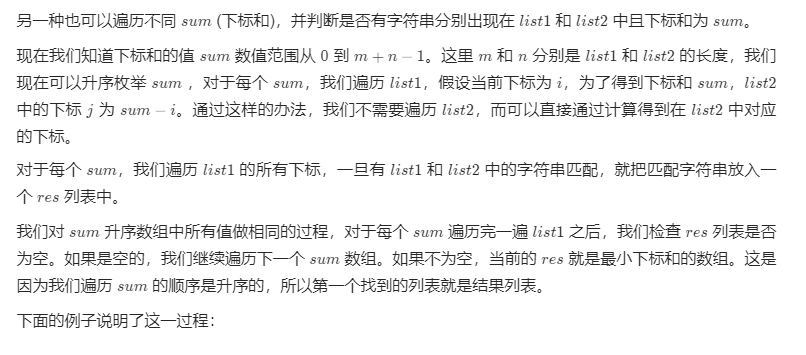 另一种也可以遍历不同 sum (下标和)，并判断是否有字符串分别出现在 list1 和 list2 中且下标和为 sum。
现在我们知道下标和的值 sum 数值范围从 0 到 m + n − 1。这里 m 和 n 分别是 list1 和 list2 的长度，我们
现在可以升序枚举 sum ，对于每个 sum，我们遍历 list1，假设当前下标为 i，为了得到下标和 sum，list2
中的下标 j 为 sum − i。通过这样的办法，我们不需要遍历 list2，而可以直接通过计算得到在 list2 中对应
的下标。
对于每个 sum，我们遍历 list1 的所有下标，一旦有 list1 和 list2 中的字符串匹配，就把匹配字符串放入一
个 res 列表中。
我们对 sum 升序数组中所有值做相同的过程，对于每个 sum 遍历完一遍 list1 之后，我们检查 res 列表是否
为空。如果是空的，我们继续遍历下一个 sum 数组。如果不为空，当前的 res 就是最小下标和的数组。这是
因为我们遍历 sum 的顺序是升序的，所以第一个找到的列表就是结果列表。
下面的例子说明了这一过程：